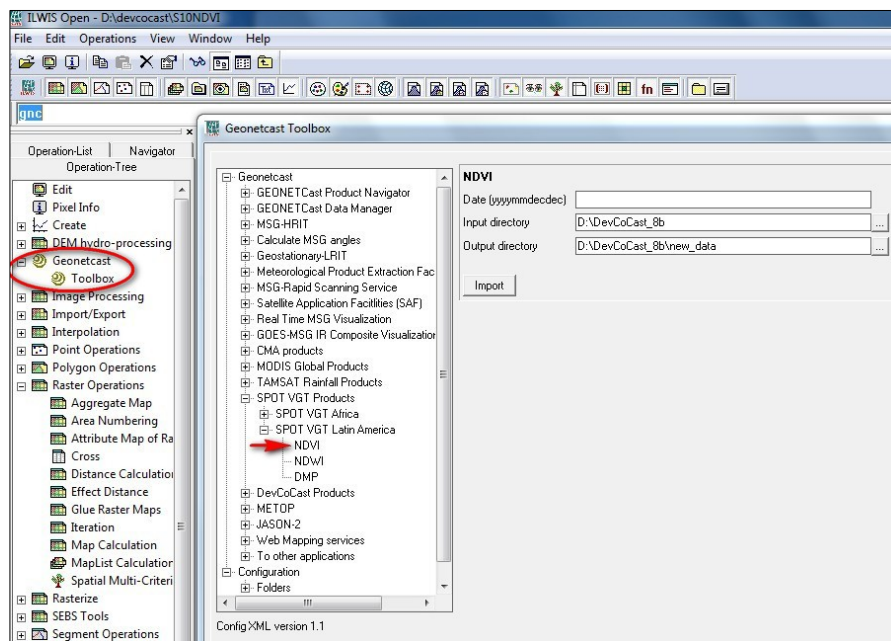 ILWIS Open - D:\devcocast\S10NDVI
File Edit Operations View Window Help
fn
gnc
Operation-List Navigator
Operation-Tree
Edit
Pixel Info
Create
DEM hydro-processing
Geonetcast
Toolbox
Image Processing
Import/Export
Interpolation
Point Operations
Polygon Operations
Raster Operations
Aggregate Map
Area Numbering
Attribute Map of Ra
Cross
Distance Calculation
Effect Distance
Glue Raster Maps
Iteration
Map Calculation
MapList Calculation
Spatial Multi-Criteri
Rasterize
SEBS Tools
Segment Operations
Geonetcast Toolbox
Geonetcast
GEONETCast Product Navigator
GEONETCast Data Manager
MSG-HRIT
Calculate MSG angles
Geostationary-LRIT
Meteorological Product Extraction Fac
MSG-Rapid Scanning Service
Satellite Application Facitlities (SAF)
Real Time MSG Visualization
GOES-MSG IR Composite Visualization
CMA products
MODIS Global Products
TAMSAT Rainfall Products
SPOT VGT Products
SPOT VGT Africa
SPOT VGT Latin America
NDVI
NDWI
DMP
DevCoCast Products
METOP
JASON-2
Web Mapping services
To other applications
Configuration
Folders
Config XML version 1.1
NDVI
Date (yyyymmdecdec)
Input directory D:\DevCoCast_8b ...
Output directory D:\DevCoCast_8b\new_data ...
Import